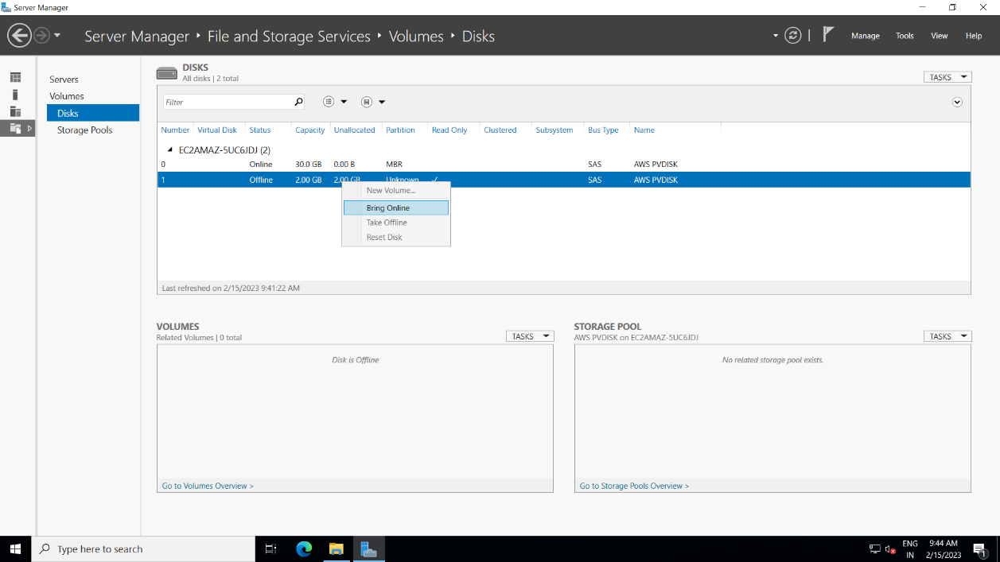 Server Manager
Server Manager ‣ File and Storage Services ‣ Volumes ‣ Disks
Manage Tools View Help
Servers
Volumes
Disks
Storage Pools
DISKS
All disks | 2 total
TASKS
Filter
Number Virtual Disk Status Capacity Unallocated Partition Read Only Clustered Subsystem Bus Type Name
EC2AMAZ-5UC6JDJ (2)
0 Online 30.0 GB 0.00 B MBR SAS AWS PVDISK
1 Offline 2.00 GB 2.00 GB Unknown ✓ SAS AWS PVDISK
New Volume...
Bring Online
Take Offline
Reset Disk
Last refreshed on 2/15/2023 9:41:22 AM
VOLUMES
Related Volumes | 0 total
TASKS
Disk is Offline
Go to Volumes Overview >
STORAGE POOL
AWS PVDISK on EC2AMAZ-5UC6JDJ
TASKS
No related storage pool exists.
Go to Storage Pools Overview >
Type here to search
ENG
IN
9:44 AM
2/15/2023
1